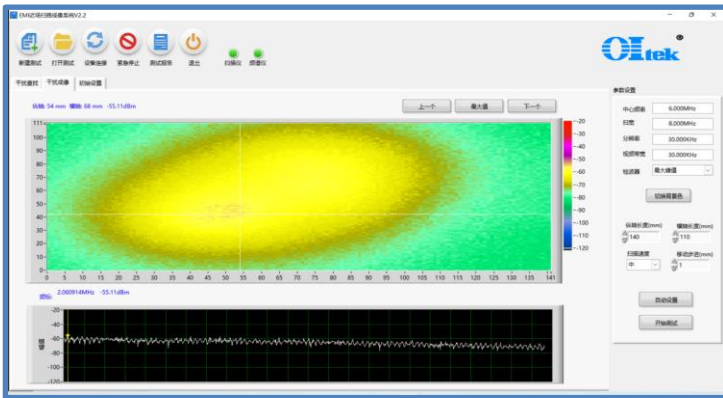 EMI近场扫描成像系统V2.2
新建测试 打开测试 设备连接 紧急停止 测试报告 退出 扫描仪 频谱仪
OItek ®
干扰查找 干扰成像 初始设置
纵轴: 54 mm 横轴: 68 mm -55.11dBm
上一个 最大值 下一个
111
100
90
80
70
60
50
40
30
20
10
0
0 5 10 15 20 25 30 35 40 45 50 55 60 65 70 75 80 85 90 95 100 105 110 115 120 125 130 135 141
-20
-30
-40
-50
-60
-70
-80
-90
-100
-110
-120
2.060914MHz -55.11dBm
幅值
-20
-40
-60
-80
-100
-120
参数设置
中心频率 6.000MHz
扫宽 8.000MHz
分辨率 30.000KHz
视频带宽 30.000KHz
检波器 最大峰值
切换背景色
纵轴长度(mm) 横轴长度(mm)
140 110
扫描速度 移动步进(mm)
中 1
自动设置
开始测试